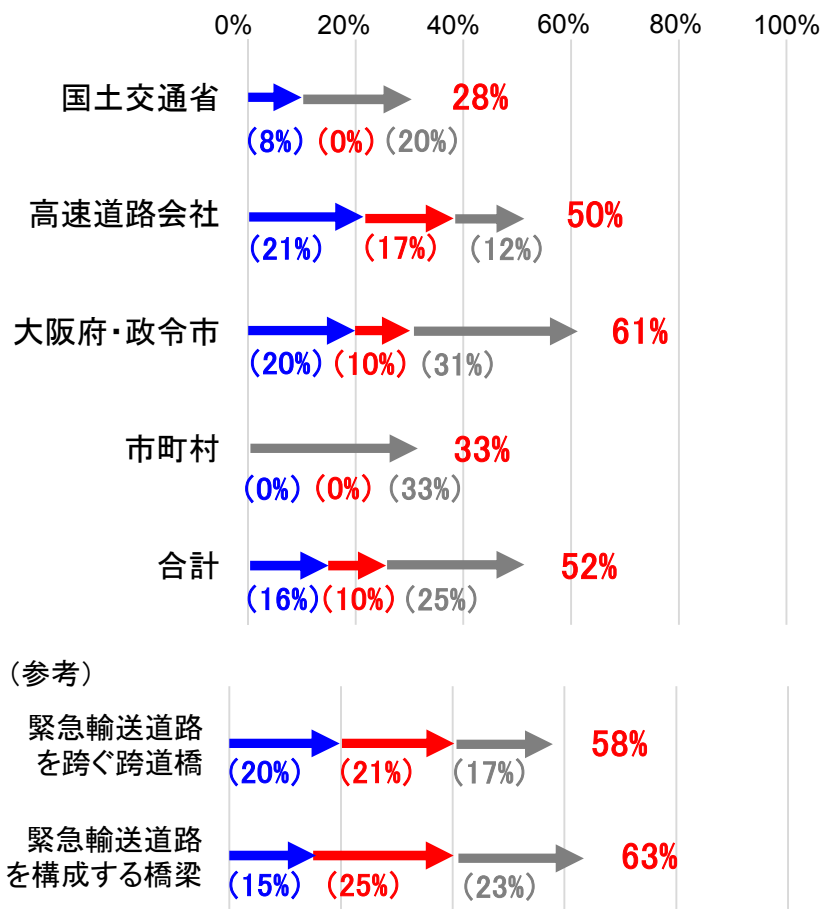 0% 20% 40% 60% 80% 100%
国土交通省 28%
(8%) (0%) (20%)
高速道路会社 50%
(21%) (17%) (12%)
大阪府・政令市 61%
(20%) (10%) (31%)
市町村 33%
(0%) (0%) (33%)
合計 52%
(16%) (10%) (25%)
(参考)
緊急輸送道路
を跨ぐ跨道橋 58%
(20%) (21%) (17%)
緊急輸送道路
を構成する橋梁 63%
(15%) (25%) (23%)